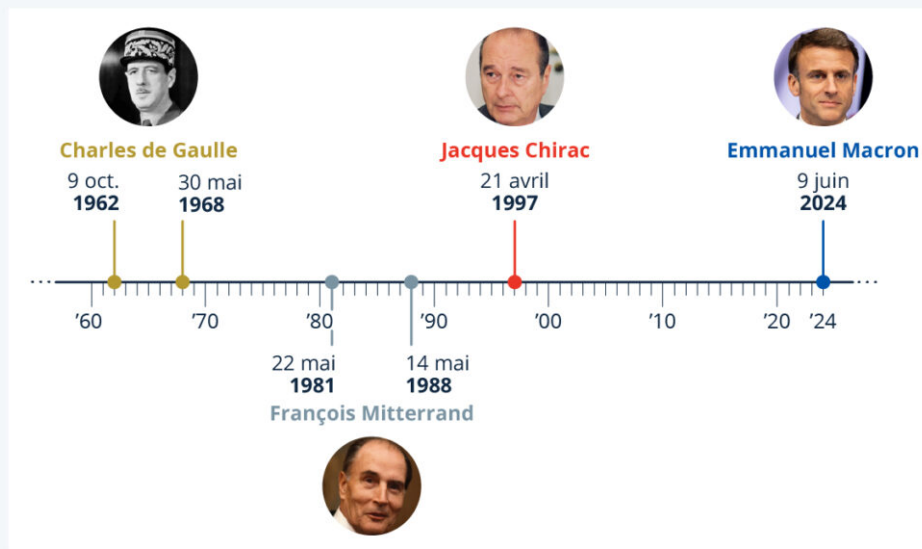 Charles de Gaulle
9 oct.
1962
30 mai
1968
Jacques Chirac
21 avril
1997
Emmanuel Macron
9 juin
2024
’60
’70
’80
’90
’00
’10
’20
’24
22 mai
1981
14 mai
1988
François Mitterrand